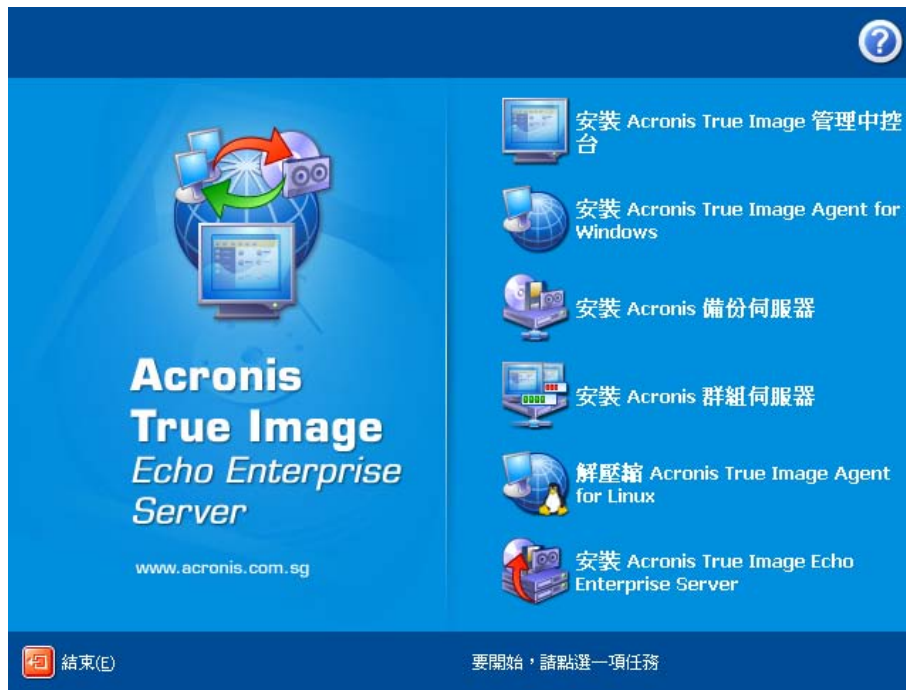 安裝 Acronis True Image 管理中控
台
安裝 Acronis True Image Agent for
Windows
安裝 Acronis 備份伺服器
安裝 Acronis 群組伺服器
解壓縮 Acronis True Image Agent
for Linux
安裝 Acronis True Image Echo
Enterprise Server
Acronis
True Image
Echo Enterprise
Server
www.acronis.com.sg
結束(E)
要開始，請點選一項任務